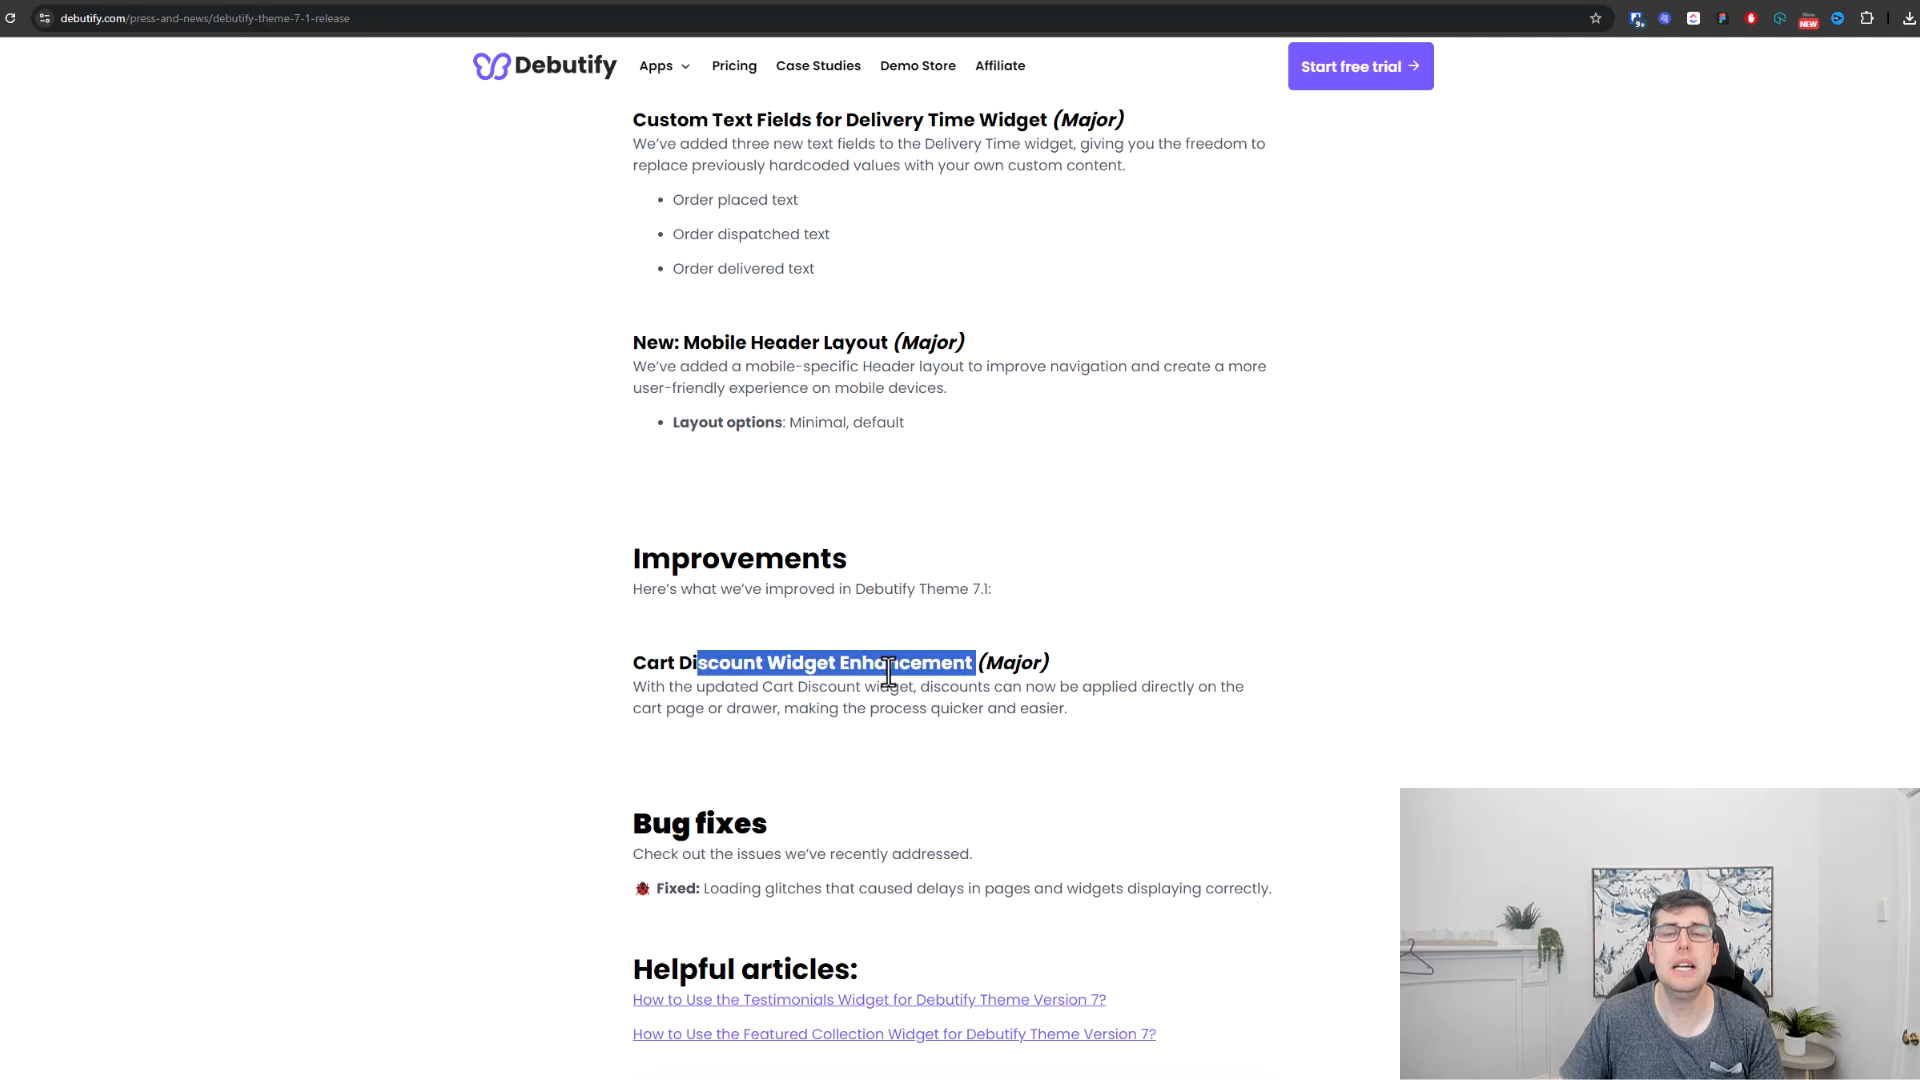 debutify.com/press-and-news/debutify-theme-7-1-release
9+
NEW
Debutify
Apps
Pricing
Case Studies
Demo Store
Affiliate
Start free trial →
Custom Text Fields for Delivery Time Widget (Major)
We've added three new text fields to the Delivery Time widget, giving you the freedom to
replace previously hardcoded values with your own custom content.
• Order placed text
• Order dispatched text
• Order delivered text
New: Mobile Header Layout (Major)
We've added a mobile-specific Header layout to improve navigation and create a more
user-friendly experience on mobile devices.
• Layout options: Minimal, default
Improvements
Here's what we've improved in Debutify Theme 7.1:
Cart Discount Widget Enhancement (Major)
With the updated Cart Discount widget, discounts can now be applied directly on the
cart page or drawer, making the process quicker and easier.
Bug fixes
Check out the issues we've recently addressed.
🐞 Fixed: Loading glitches that caused delays in pages and widgets displaying correctly.
Helpful articles:
How to Use the Testimonials Widget for Debutify Theme Version 7?
How to Use the Featured Collection Widget for Debutify Theme Version 7?